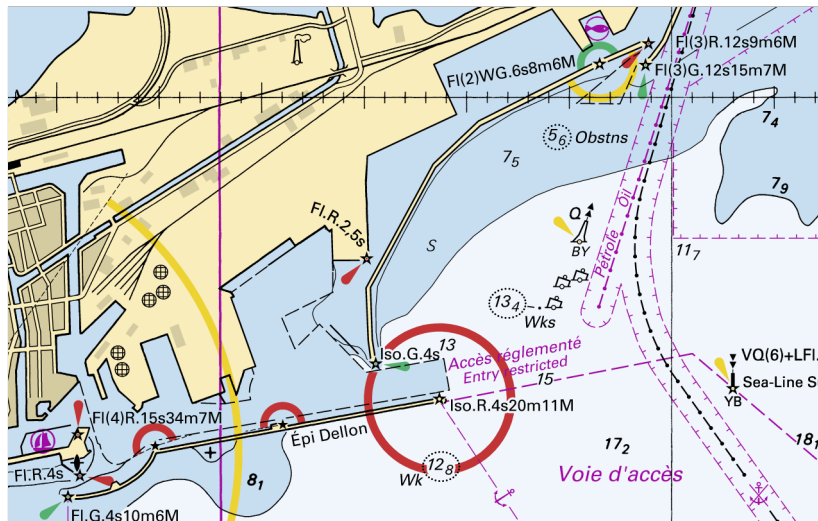 Fl(3)R.12s9m6M
Fl(2)WG.6s8m6M
Fl(3)G.12s15m7M
7₄
5₆ Obstns
7₅
7₉
Fl.R.2,5s
Q
BY
S
Pétrole Oil
11₇
13₄
Wks
13
Iso.G.4s
Accès réglementé
Entry restricted
15
VQ(6)+LFl.
Sea-Line S
YB
Iso.R.4s20m11M
Fl(4)R.15s34m7M
Épi Dellon
17₂
18₁
Fl.R.4s
8₁
12₈
Wk
Voie d'accès
Fl.G.4s10m6M